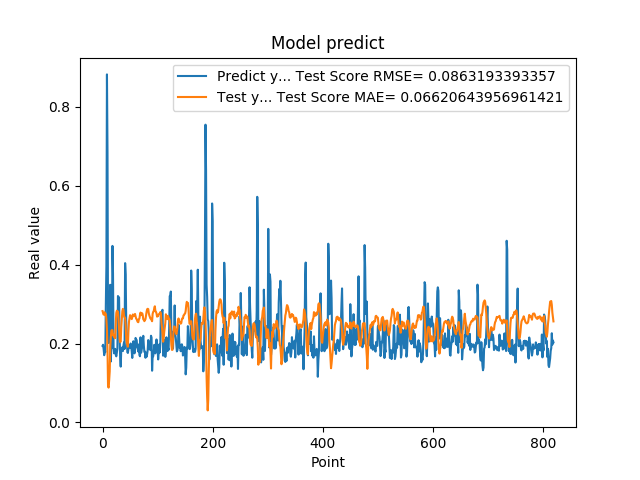 Model predict
Predict y... Test Score RMSE= 0.0863193393357
Test y... Test Score MAE= 0.06620643956961421
0.8
0.6
0.4
0.2
0.0
Real value
0 200 400 600 800
Point